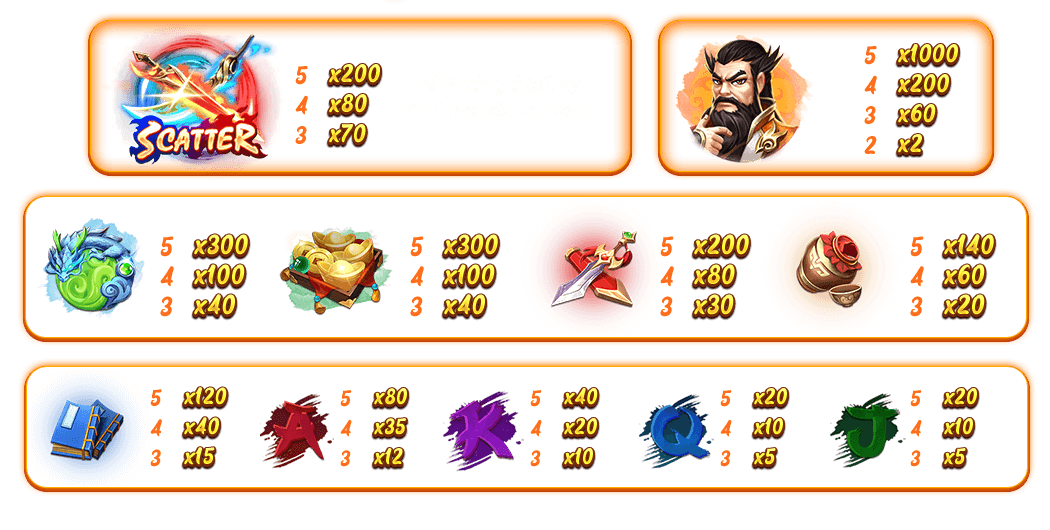 SCATTER
5 x200
4 x80
3 x70
5 x1000
4 x200
3 x60
2 x2
5 x300
4 x100
3 x40
5 x300
4 x100
3 x40
5 x200
4 x80
3 x30
5 x140
4 x60
3 x20
5 x120
4 x40
3 x15
A
5 x80
4 x35
3 x12
K
5 x40
4 x20
3 x10
Q
5 x20
4 x10
3 x5
J
5 x20
4 x10
3 x5